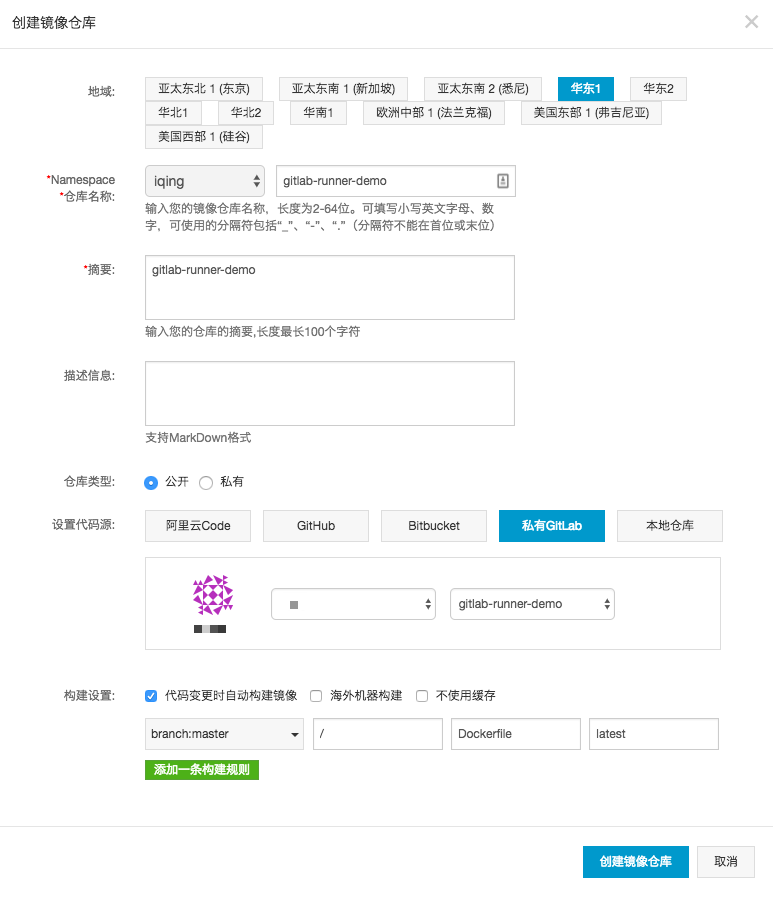 创建镜像仓库
地域:
亚太东北 1 (东京) 亚太东南 1 (新加坡) 亚太东南 2 (悉尼) 华东1 华东2
华北1 华北2 华南1 欧洲中部 1 (法兰克福) 美国东部 1 (弗吉尼亚)
美国西部 1 (硅谷)
*Namespace
*仓库名称:
iqing gitlab-runner-demo
输入您的镜像仓库名称，长度为2-64位。可填写小写英文字母、数
字，可使用的分隔符包括“_”、“-”、“.”（分隔符不能在首位或末位）
*摘要: gitlab-runner-demo
输入您的仓库的摘要,长度最长100个字符
描述信息:
支持MarkDown格式
仓库类型: 公开 私有
设置代码源: 阿里云Code GitHub Bitbucket 私有GitLab 本地仓库
gitlab-runner-demo
构建设置: 代码变更时自动构建镜像 海外机器构建 不使用缓存
branch:master / Dockerfile latest
添加一条构建规则
创建镜像仓库 取消